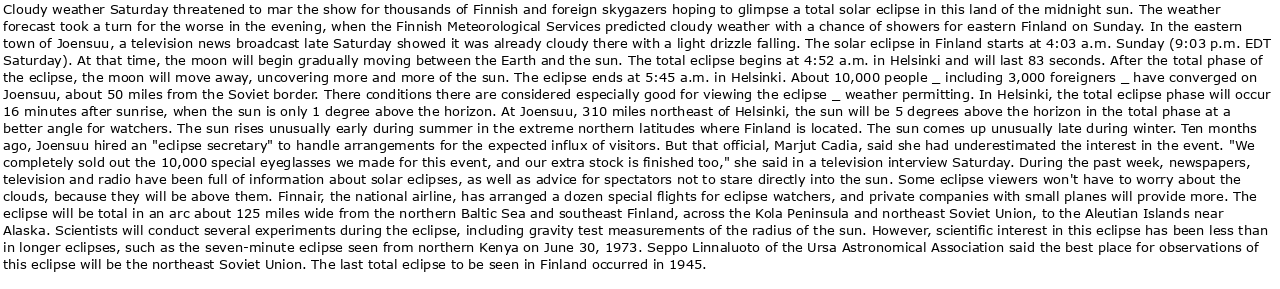 Cloudy weather Saturday threatened to mar the show for thousands of Finnish and foreign skygazers hoping to glimpse a total solar eclipse in this land of the midnight sun. The weather
forecast took a turn for the worse in the evening, when the Finnish Meteorological Services predicted cloudy weather with a chance of showers for eastern Finland on Sunday. In the eastern
town of Joensuu, a television news broadcast late Saturday showed it was already cloudy there with a light drizzle falling. The solar eclipse in Finland starts at 4:03 a.m. Sunday (9:03 p.m. EDT
Saturday). At that time, the moon will begin gradually moving between the Earth and the sun. The total eclipse begins at 4:52 a.m. in Helsinki and will last 83 seconds. After the total phase of
the eclipse, the moon will move away, uncovering more and more of the sun. The eclipse ends at 5:45 a.m. in Helsinki. About 10,000 people _ including 3,000 foreigners _ have converged on
Joensuu, about 50 miles from the Soviet border. There conditions there are considered especially good for viewing the eclipse _ weather permitting. In Helsinki, the total eclipse phase will occur
16 minutes after sunrise, when the sun is only 1 degree above the horizon. At Joensuu, 310 miles northeast of Helsinki, the sun will be 5 degrees above the horizon in the total phase at a
better angle for watchers. The sun rises unusually early during summer in the extreme northern latitudes where Finland is located. The sun comes up unusually late during winter. Ten months
ago, Joensuu hired an "eclipse secretary" to handle arrangements for the expected influx of visitors. But that official, Marjut Cadia, said she had underestimated the interest in the event. "We
completely sold out the 10,000 special eyeglasses we made for this event, and our extra stock is finished too," she said in a television interview Saturday. During the past week, newspapers,
television and radio have been full of information about solar eclipses, as well as advice for spectators not to stare directly into the sun. Some eclipse viewers won't have to worry about the
clouds, because they will be above them. Finnair, the national airline, has arranged a dozen special flights for eclipse watchers, and private companies with small planes will provide more. The
eclipse will be total in an arc about 125 miles wide from the northern Baltic Sea and southeast Finland, across the Kola Peninsula and northeast Soviet Union, to the Aleutian Islands near
Alaska. Scientists will conduct several experiments during the eclipse, including gravity test measurements of the radius of the sun. However, scientific interest in this eclipse has been less than
in longer eclipses, such as the seven-minute eclipse seen from northern Kenya on June 30, 1973. Seppo Linnaluoto of the Ursa Astronomical Association said the best place for observations of
this eclipse will be the northeast Soviet Union. The last total eclipse to be seen in Finland occurred in 1945.